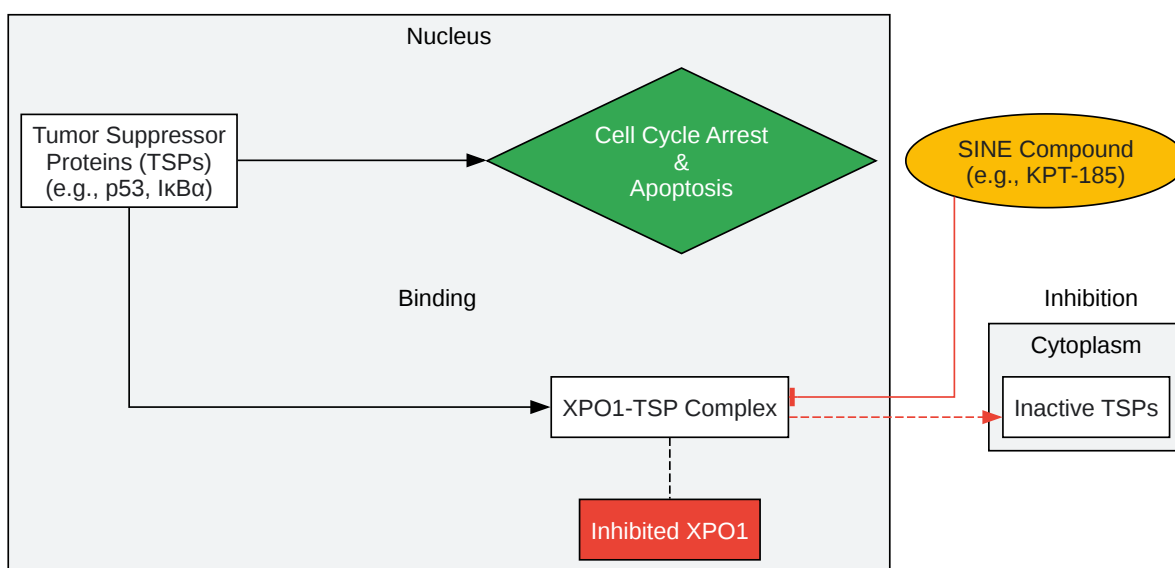 Nucleus
Tumor Suppressor
Proteins (TSPs)
(e.g., p53, IκBα)
Cell Cycle Arrest
&
Apoptosis
SINE Compound
(e.g., KPT-185)
Binding
Inhibition
Cytoplasm
XPO1-TSP Complex
Inactive TSPs
Inhibited XPO1